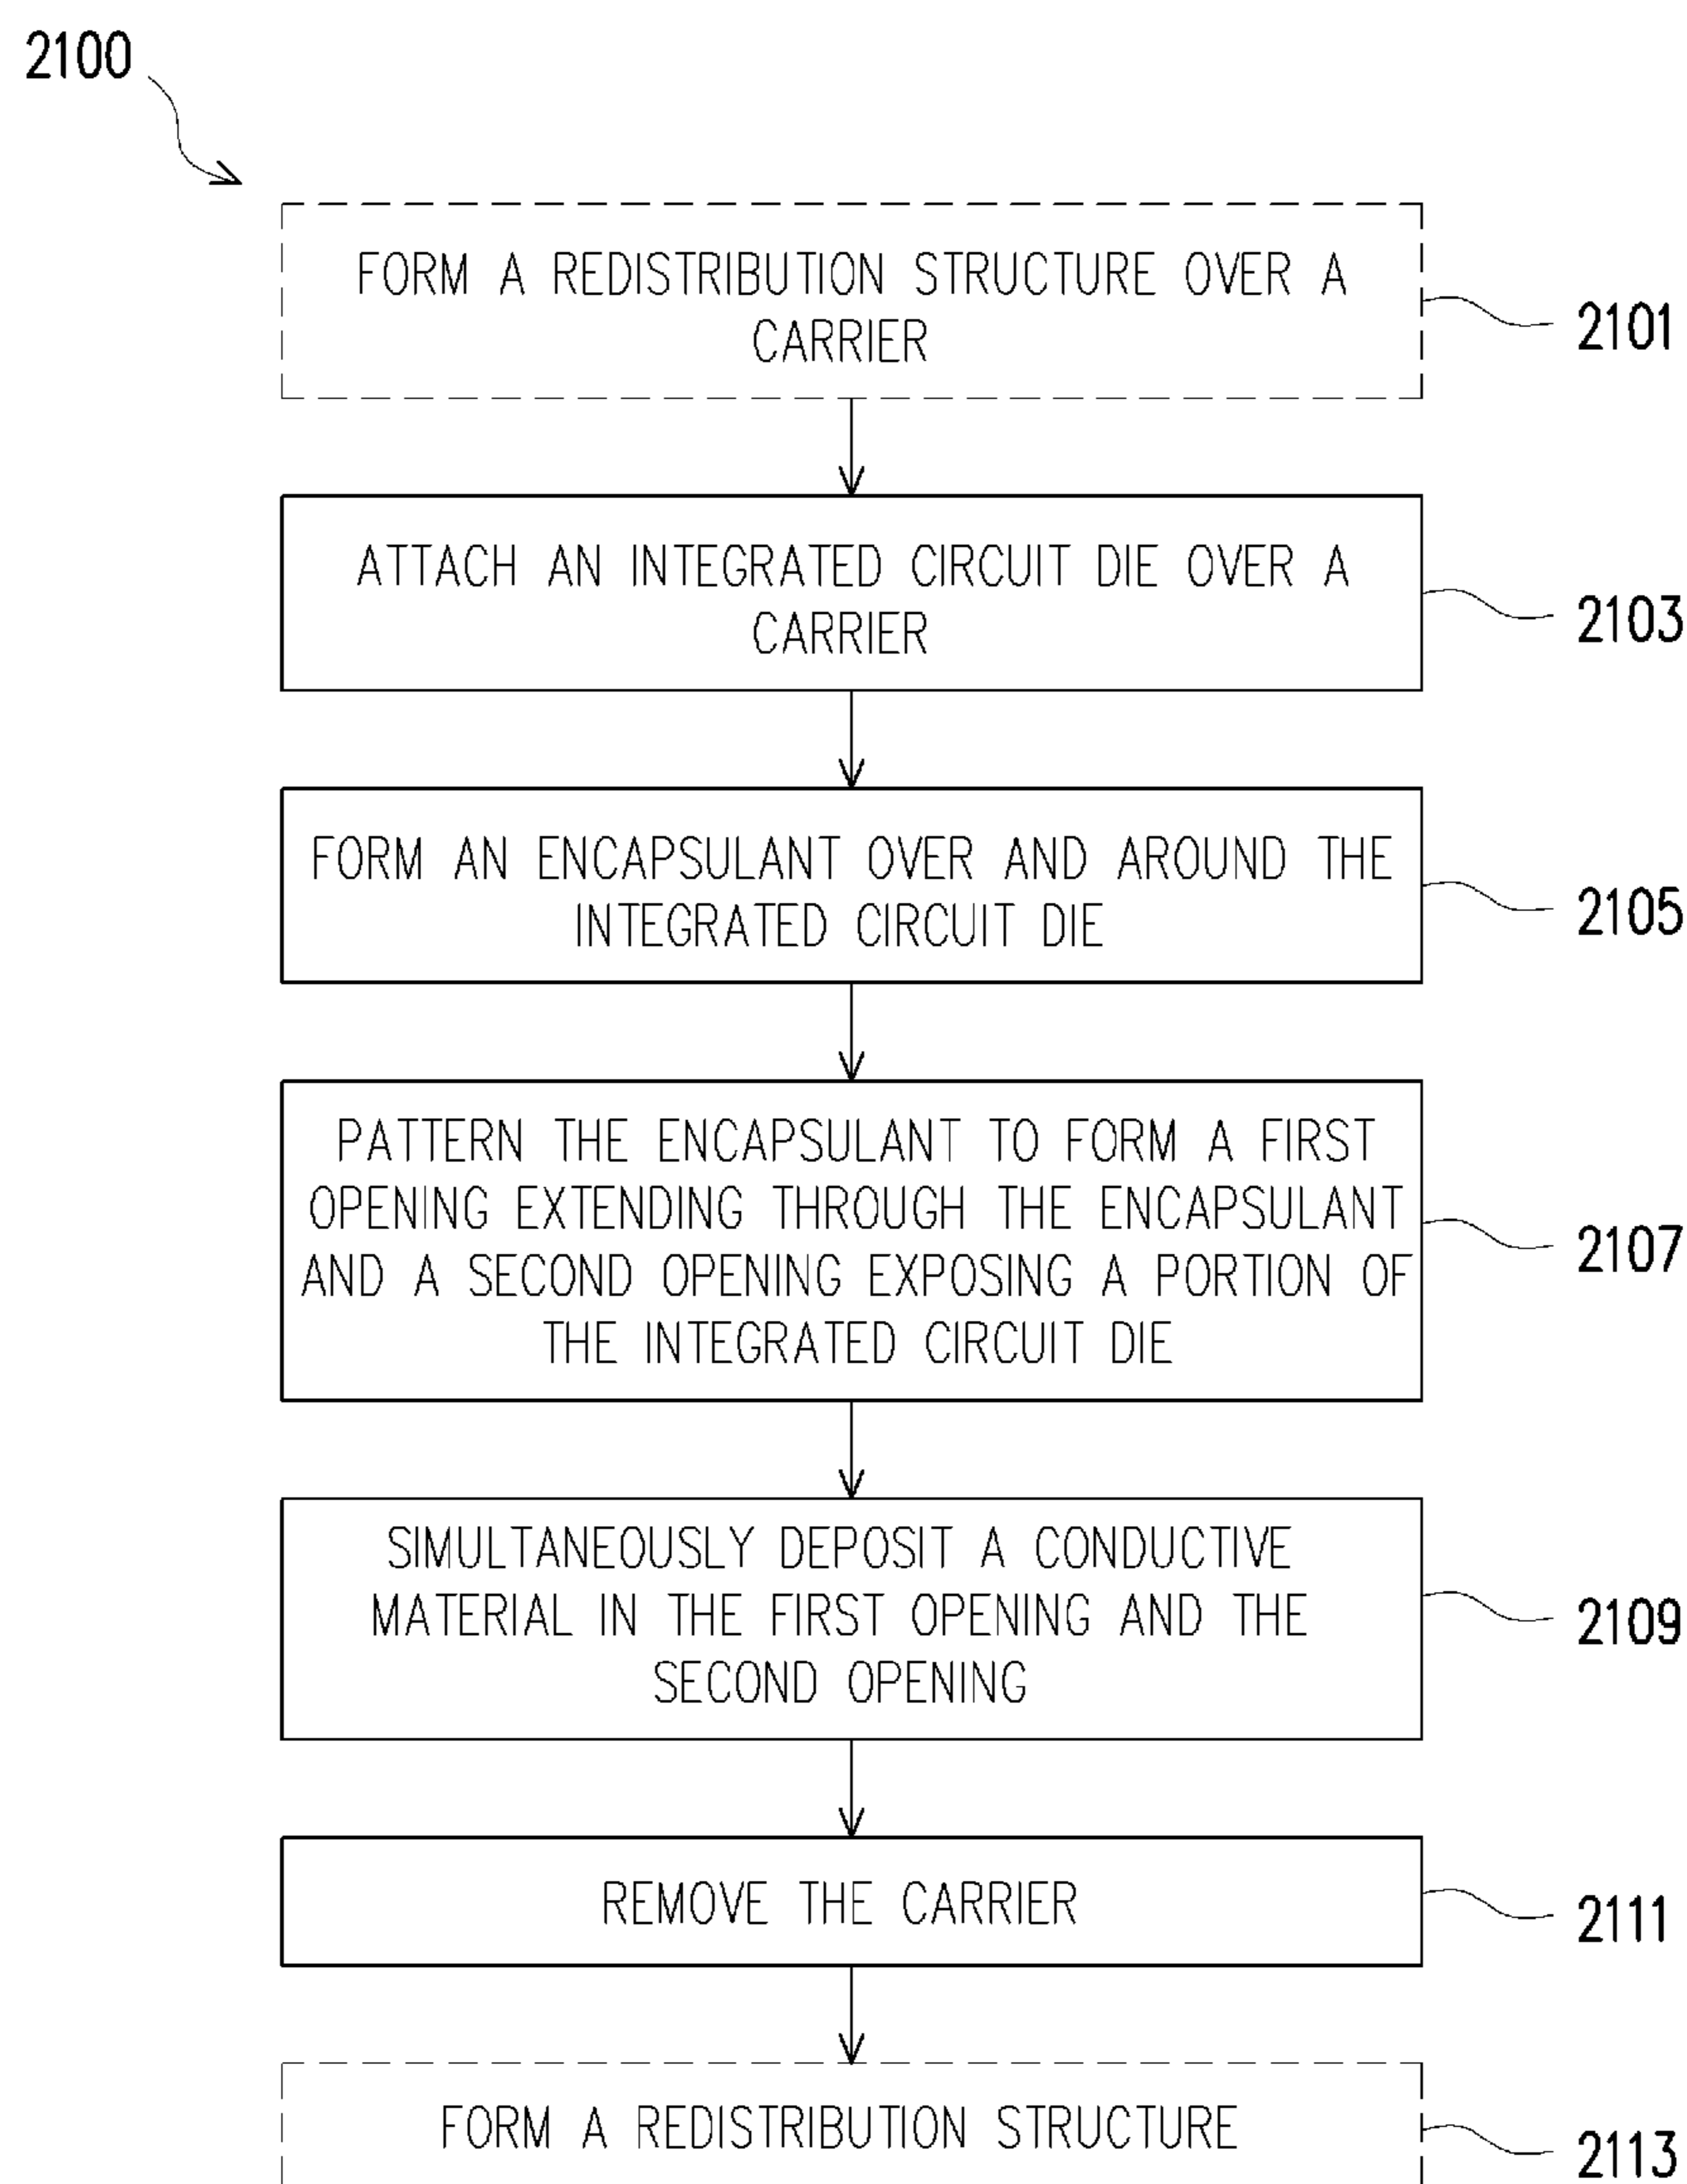 2100
FORM A REDISTRIBUTION STRUCTURE OVER A
CARRIER
2101
ATTACH AN INTEGRATED CIRCUIT DIE OVER A
CARRIER
2103
FORM AN ENCAPSULANT OVER AND AROUND THE
INTEGRATED CIRCUIT DIE
2105
PATTERN THE ENCAPSULANT TO FORM A FIRST
OPENING EXTENDING THROUGH THE ENCAPSULANT
AND A SECOND OPENING EXPOSING A PORTION OF
THE INTEGRATED CIRCUIT DIE
2107
SIMULTANEOUSLY DEPOSIT A CONDUCTIVE
MATERIAL IN THE FIRST OPENING AND THE
SECOND OPENING
2109
REMOVE THE CARRIER
2111
FORM A REDISTRIBUTION STRUCTURE
2113